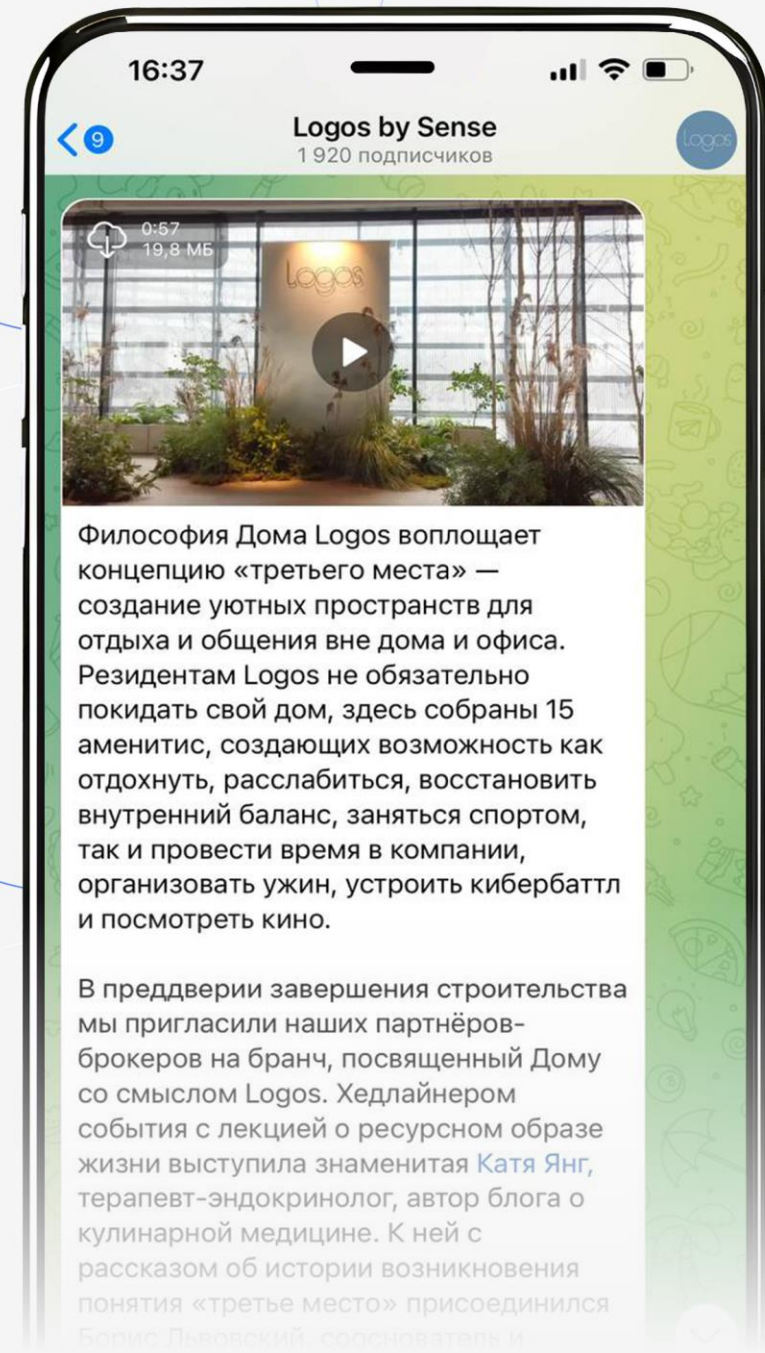 16:37
9
Logos by Sense
1 920 подписчиков
Logos
0:57
19,8 МБ
Logos
Философия Дома Logos воплощает
концепцию «третьего места» —
создание уютных пространств для
отдыха и общения вне дома и офиса.
Резидентам Logos не обязательно
покидать свой дом, здесь собраны 15
аменитис, создающих возможность как
отдохнуть, расслабиться, восстановить
внутренний баланс, заняться спортом,
так и провести время в компании,
организовать ужин, устроить кибербаттл
и посмотреть кино.
В преддверии завершения строительства
мы пригласили наших партнёров-
брокеров на бранч, посвященный Дому
со смыслом Logos. Хедлайнером
события с лекцией о ресурсном образе
жизни выступила знаменитая Катя Янг,
терапевт-эндокринолог, автор блога о
кулинарной медицине. К ней с
рассказом об истории возникновения
понятия «третье место» присоединился
Борис Львовский, сооснователь и